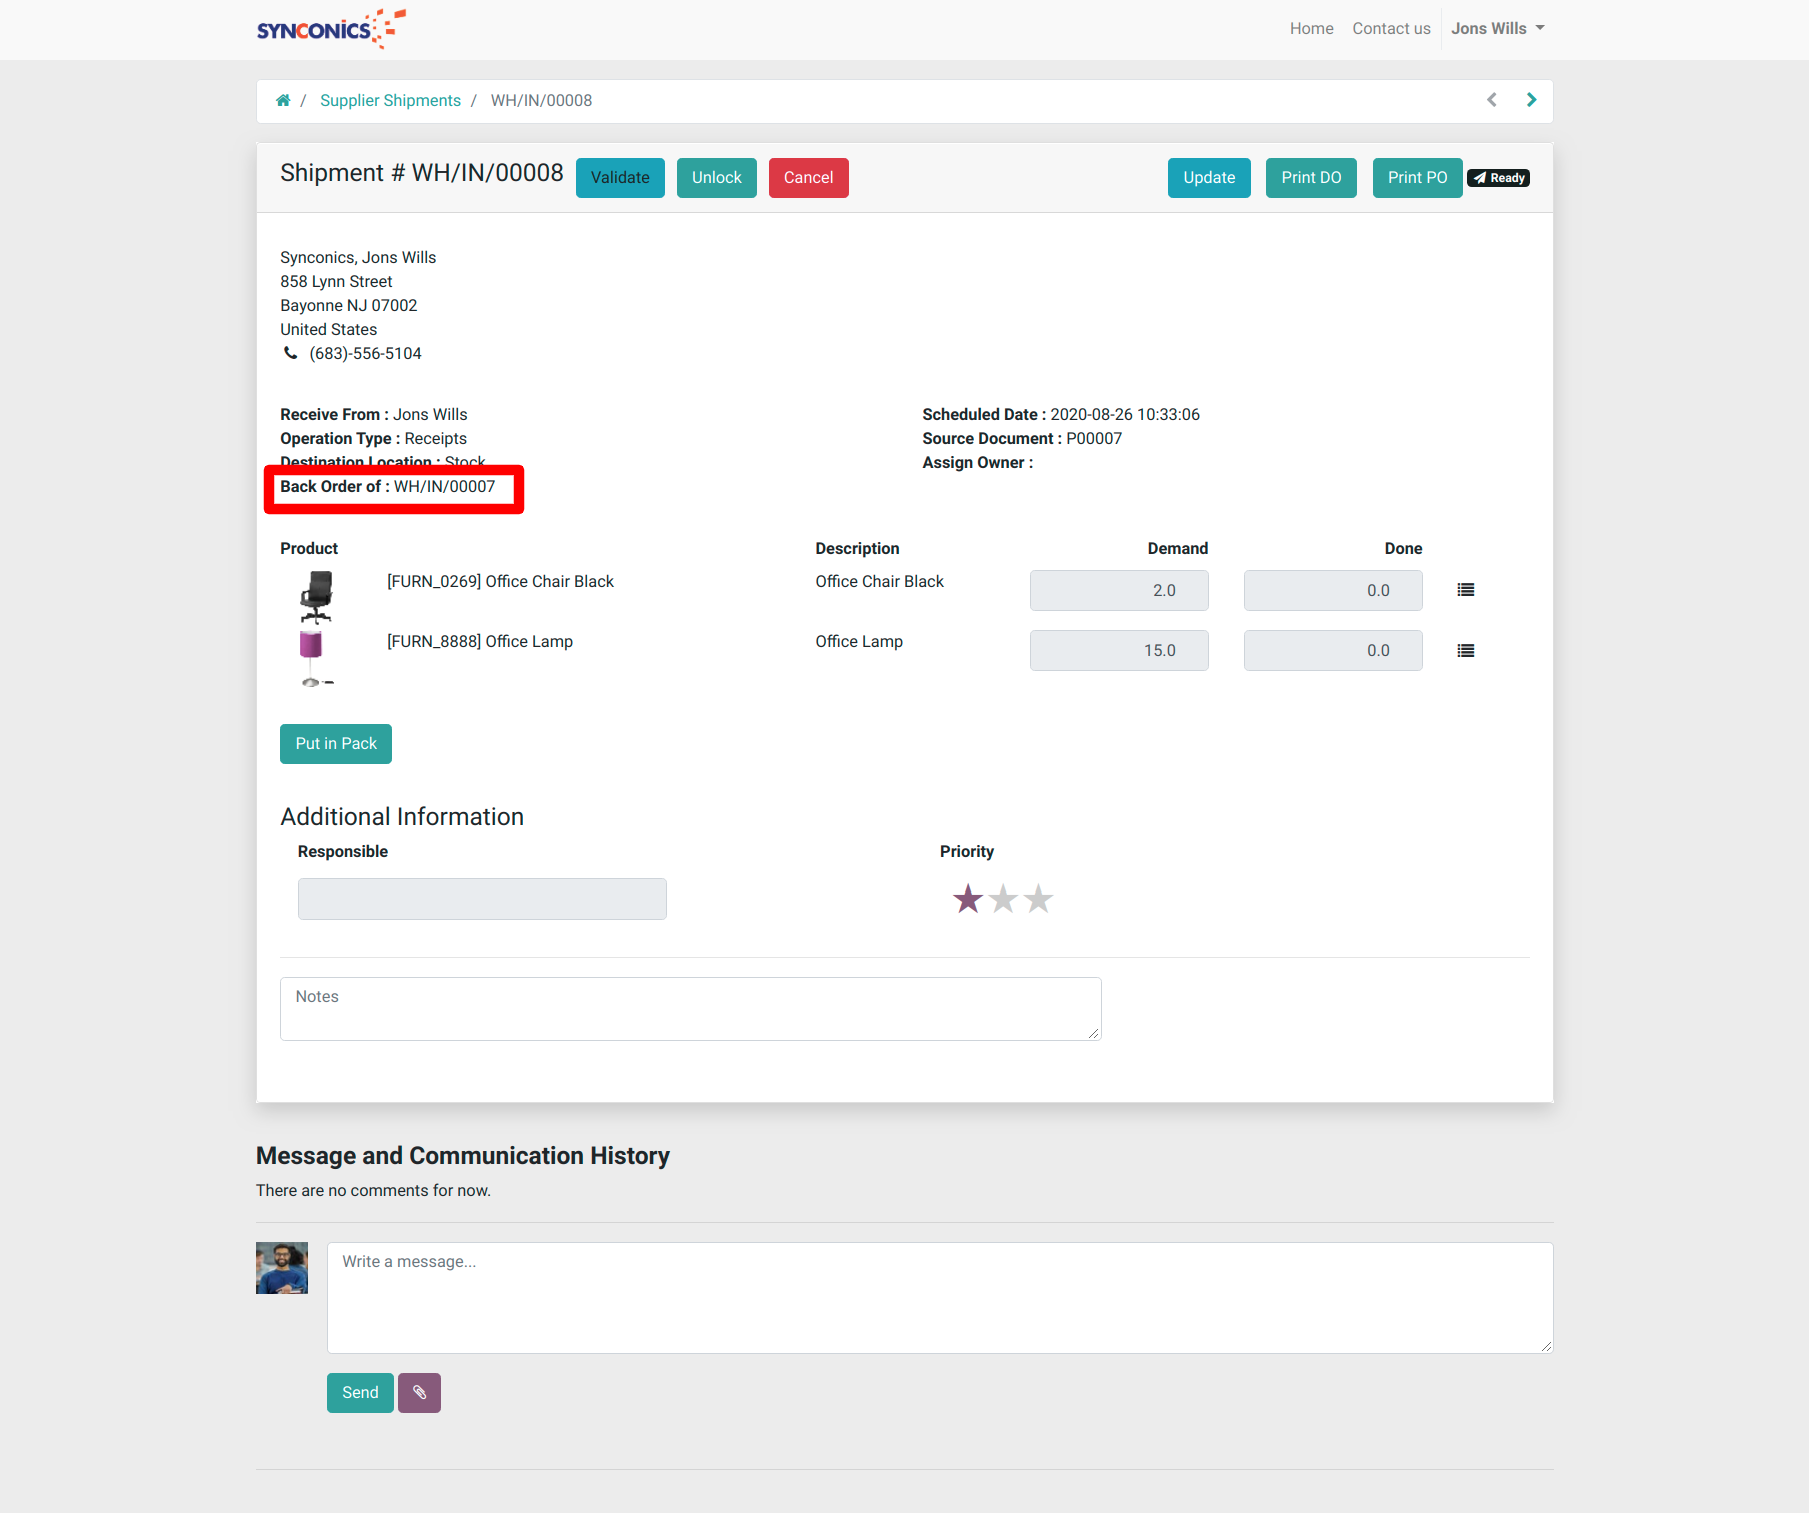 SYNCONICS
Home Contact us Jons Wills
/ Supplier Shipments / WH/IN/00008
Shipment # WH/IN/00008 Validate Unlock Cancel Update Print DO Print PO Ready
Synconics, Jons Wills
858 Lynn Street
Bayonne NJ 07002
United States
(683)-556-5104
Receive From : Jons Wills Scheduled Date : 2020-08-26 10:33:06
Operation Type : Receipts Source Document : P00007
Destination Location : Stock Assign Owner :
Back Order of : WH/IN/00007
Product Description Demand Done
[FURN_0269] Office Chair Black Office Chair Black 2.0 0.0
[FURN_8888] Office Lamp Office Lamp 15.0 0.0
Put in Pack
Additional Information
Responsible Priority
Notes
Message and Communication History
There are no comments for now.
Write a message...
Send